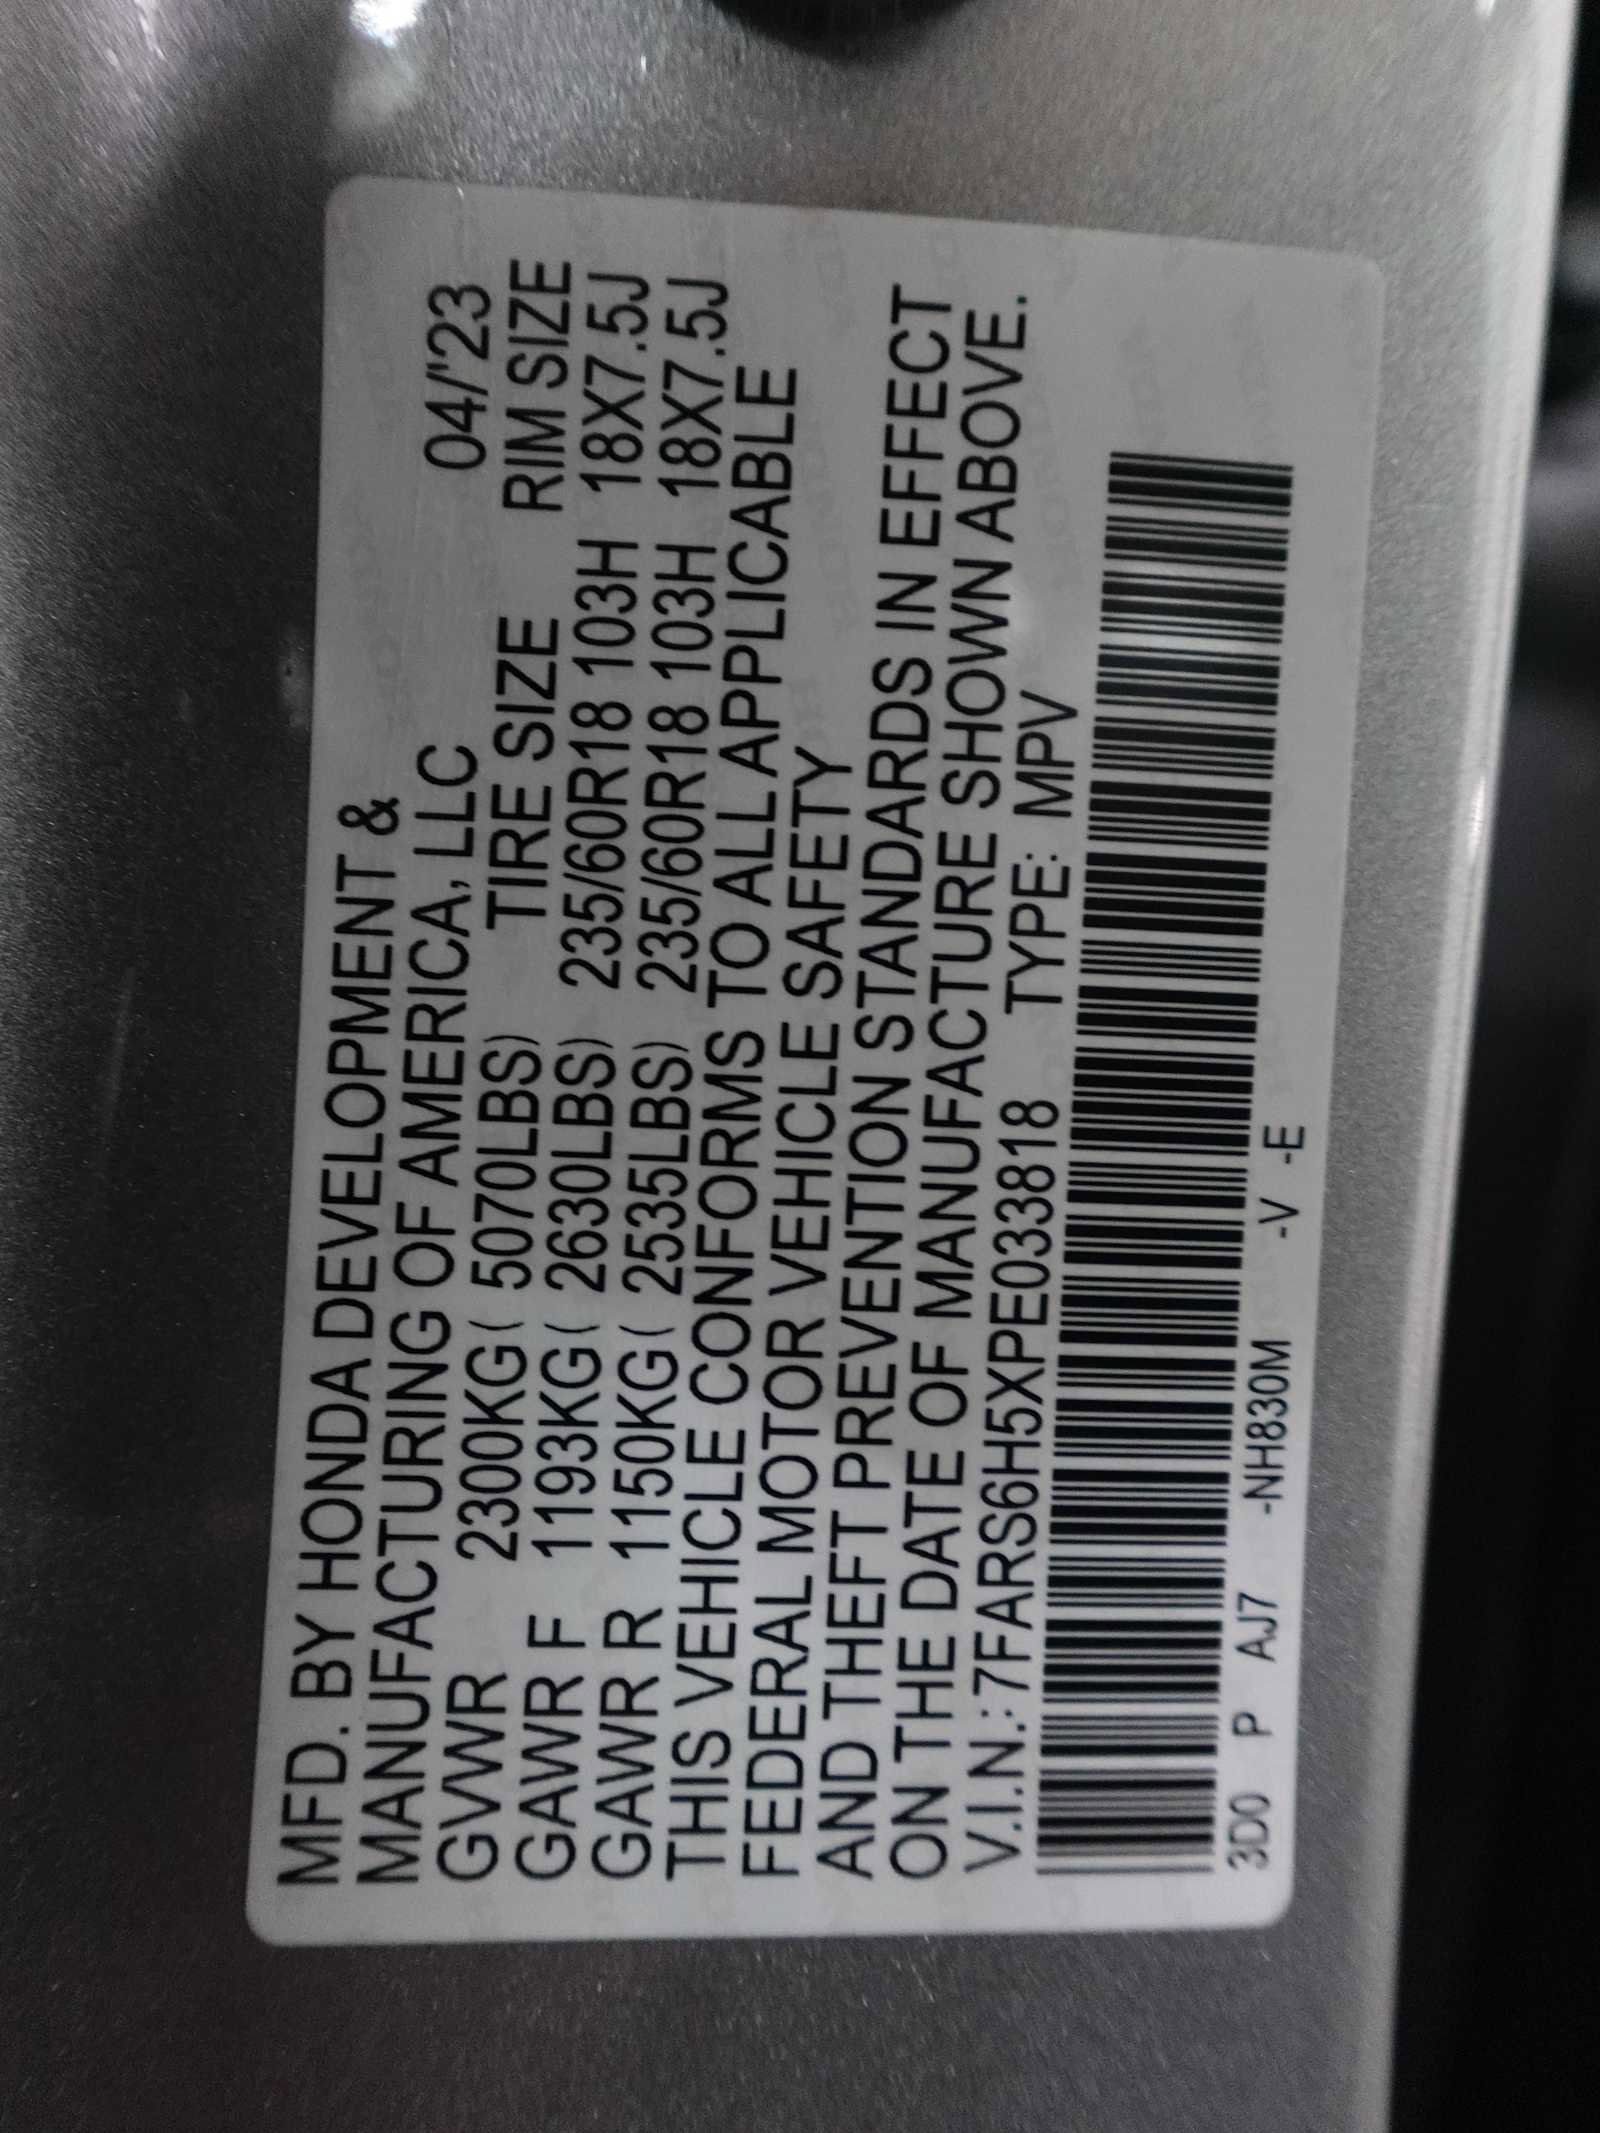 MFD. BY HONDA DEVELOPMENT &
MANUFACTURING OF AMERICA, LLC 04/'23
GVWR 2300KG( 5070LBS) TIRE SIZE RIM SIZE
GAWR F 1193KG( 2630LBS) 235/60R18 103H 18X7.5J
GAWR R 1150KG( 2535LBS) 235/60R18 103H 18X7.5J
THIS VEHICLE CONFORMS TO ALL APPLICABLE
FEDERAL MOTOR VEHICLE SAFETY
AND THEFT PREVENTION STANDARDS IN EFFECT
ON THE DATE OF MANUFACTURE SHOWN ABOVE.
V.I.N.: 7FARS6H5XPE033818 TYPE: MPV
3D0 P AJ7 -NH830M -V -E